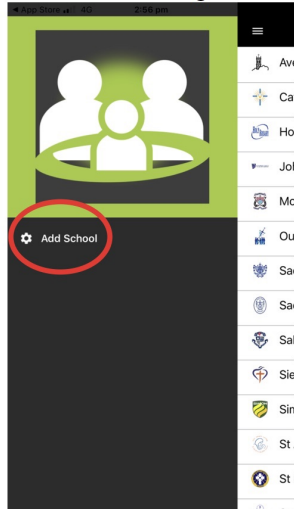 ◀ App Store 4G 2:56 pm
Add School
Ave
Ca
Ho
Joh
Mo
Ou
Sac
Sac
Sal
Sie
Sim
St
St